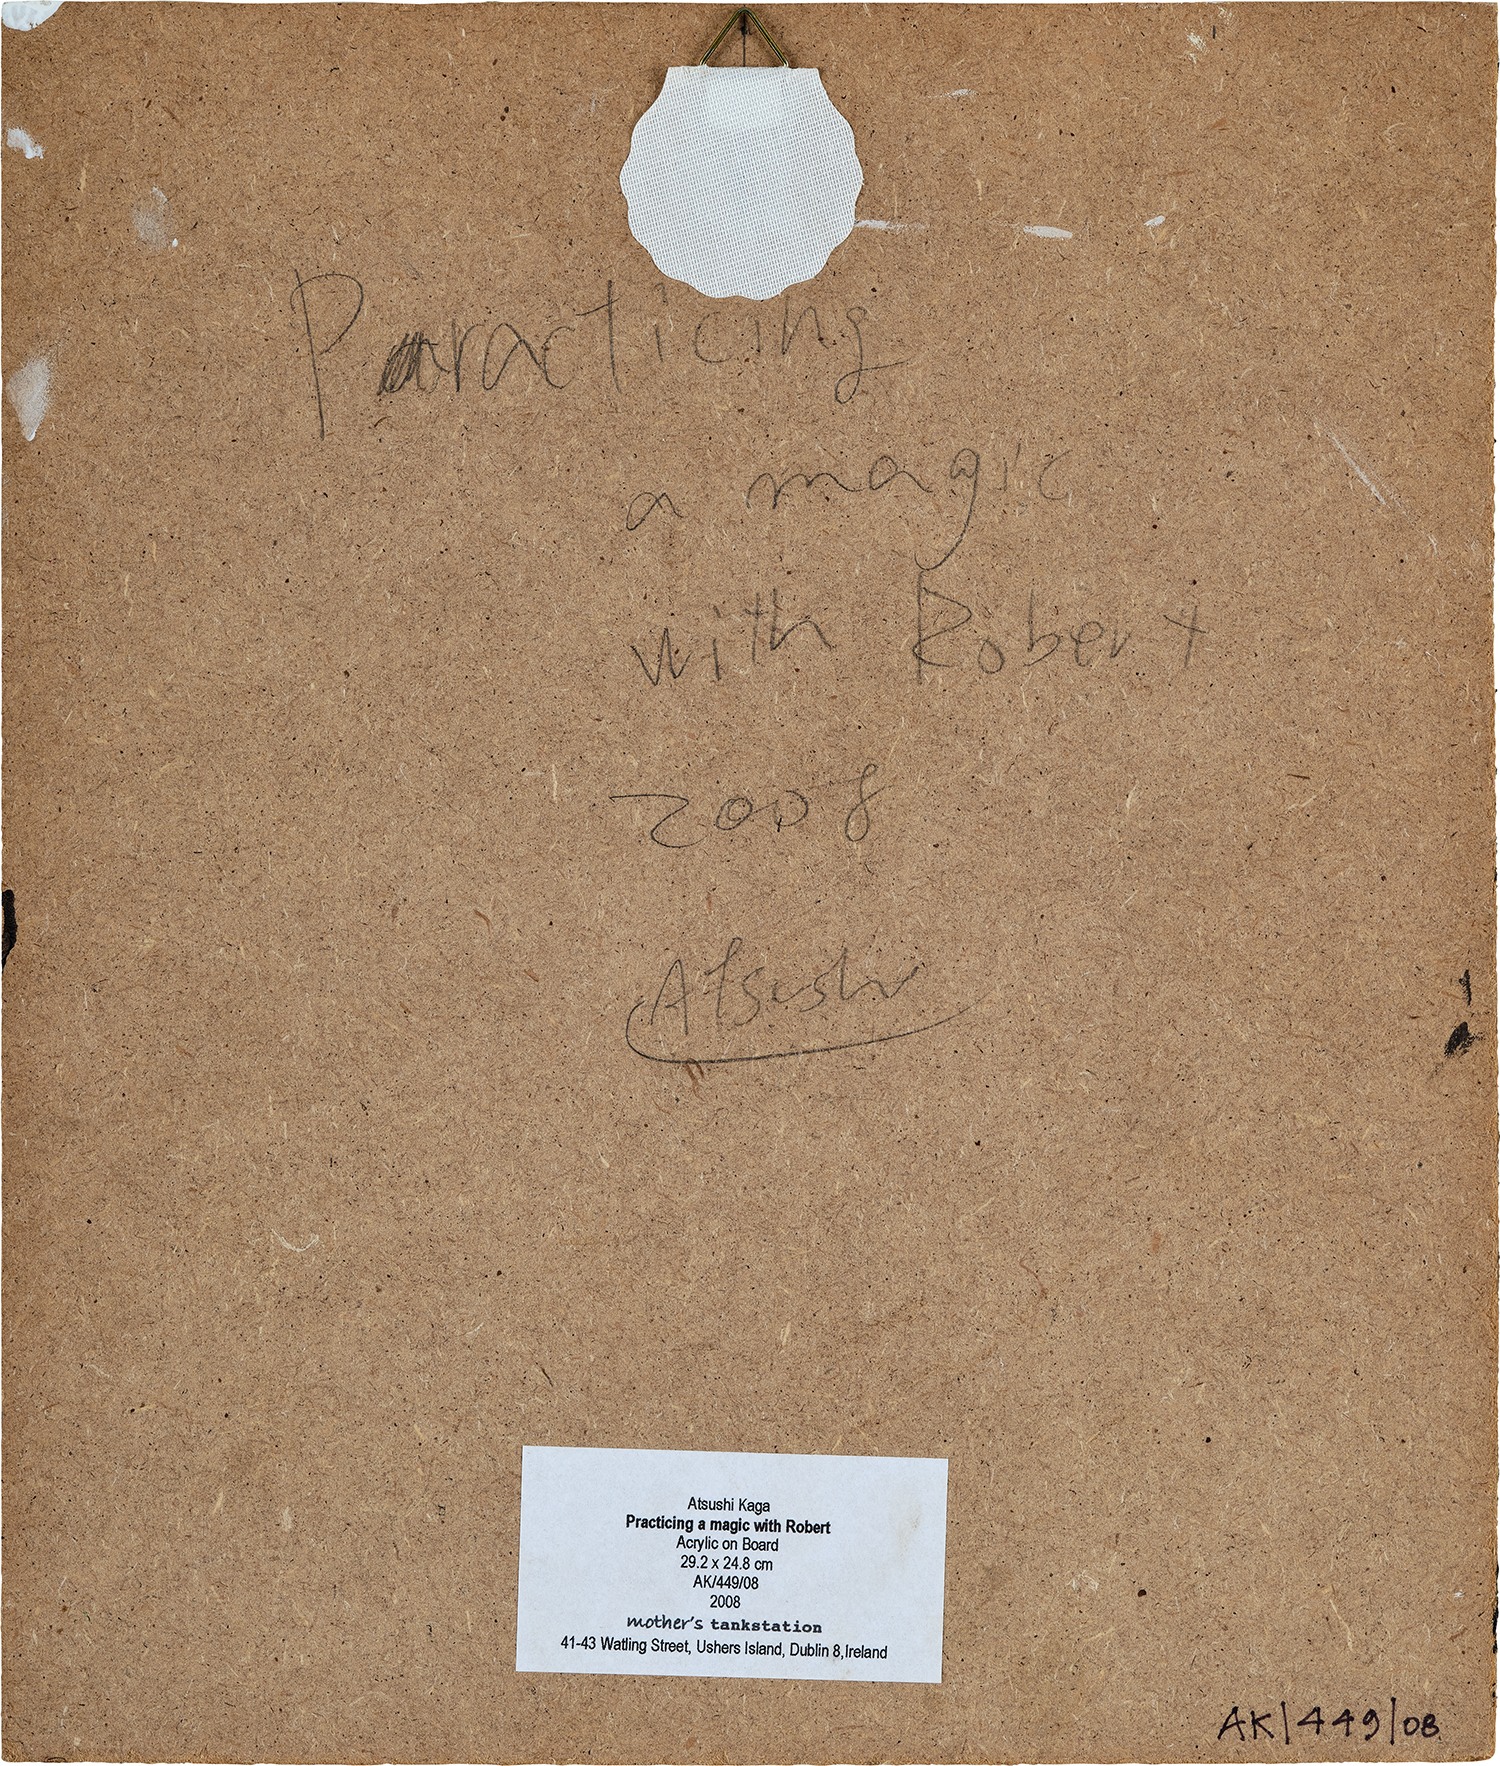 Practicing
a magic
with Robert
2008
Atsushi
Atsushi Kaga
Practicing a magic with Robert
Acrylic on Board
29.2 x 24.8 cm
AK/449/08
2008
mother's tankstation
41-43 Watling Street, Ushers Island, Dublin 8,Ireland
AK|449|08